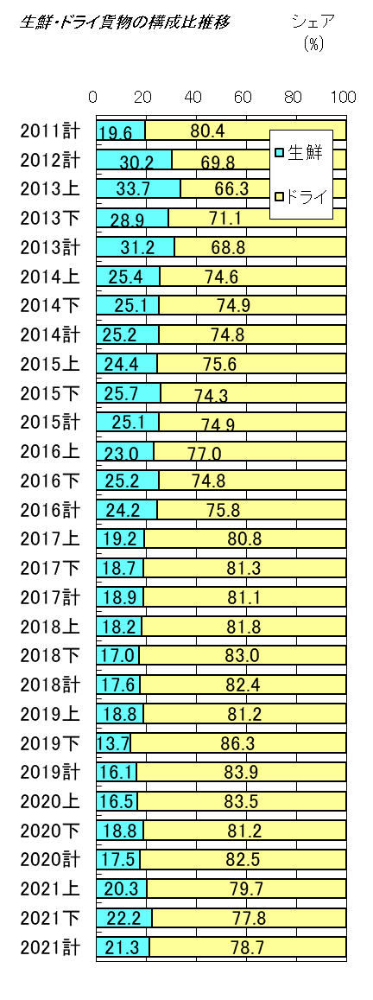 生鮮・ドライ貨物の構成比推移
シェア
(%)
0 20 40 60 80 100
2011計 19.6 80.4
2012計 30.2 69.8
2013上 33.7 66.3
2013下 28.9 71.1
2013計 31.2 68.8
2014上 25.4 74.6
2014下 25.1 74.9
2014計 25.2 74.8
2015上 24.4 75.6
2015下 25.7 74.3
2015計 25.1 74.9
2016上 23.0 77.0
2016下 25.2 74.8
2016計 24.2 75.8
2017上 19.2 80.8
2017下 18.7 81.3
2017計 18.9 81.1
2018上 18.2 81.8
2018下 17.0 83.0
2018計 17.6 82.4
2019上 18.8 81.2
2019下 13.7 86.3
2019計 16.1 83.9
2020上 16.5 83.5
2020下 18.8 81.2
2020計 17.5 82.5
2021上 20.3 79.7
2021下 22.2 77.8
2021計 21.3 78.7
生鮮
ドライ